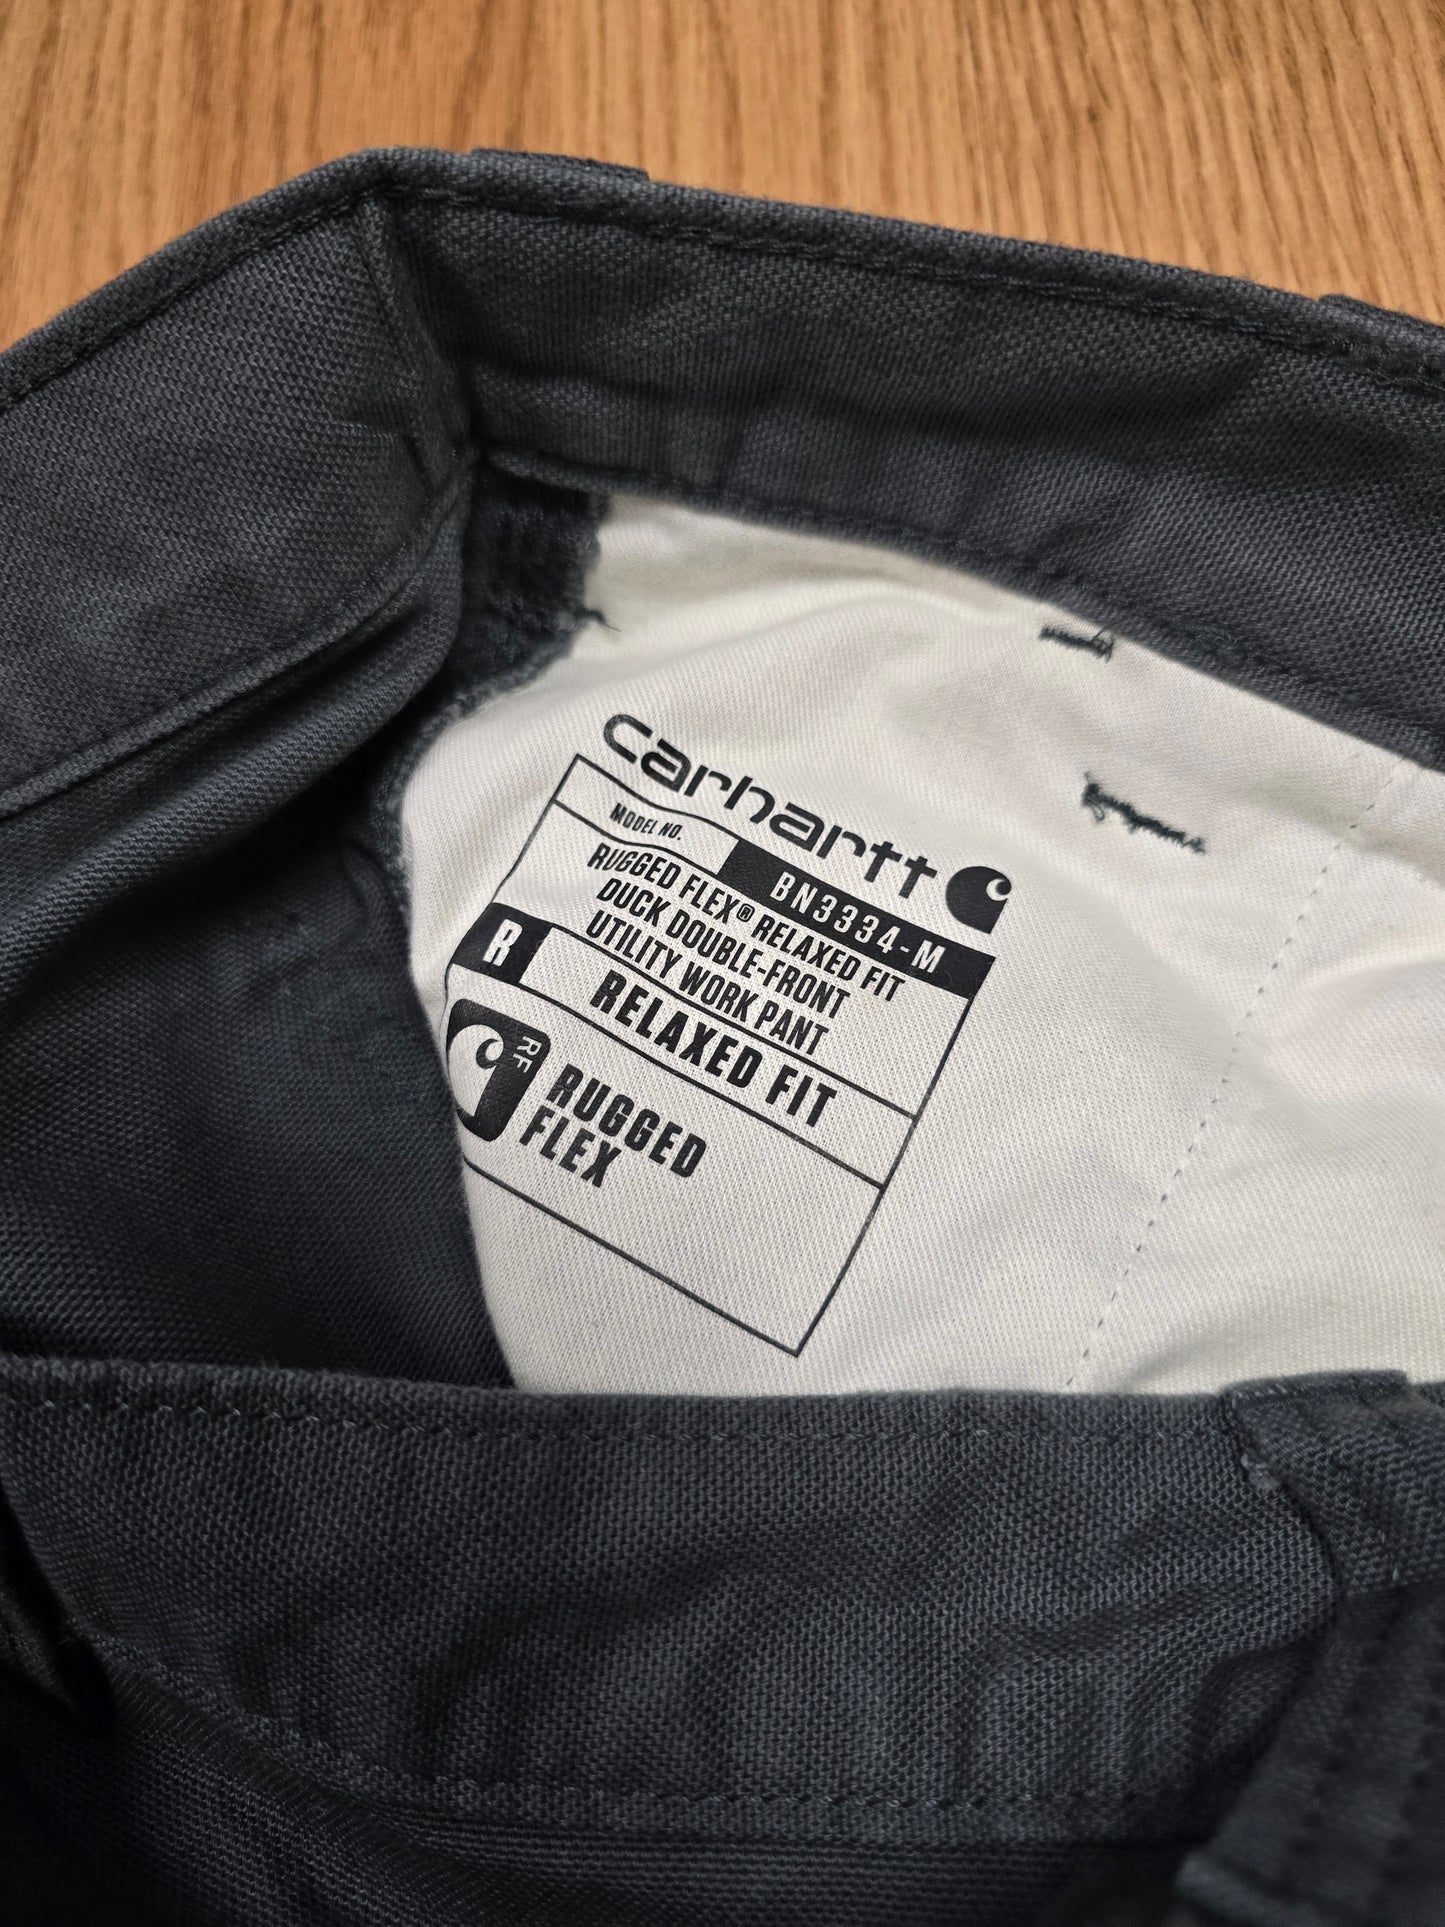 carhartt
MODEL NO.
BN3334-M
RUGGED FLEX® RELAXED FIT
DUCK DOUBLE-FRONT
UTILITY WORK PANT
R
RELAXED FIT
RF
RUGGED
FLEX